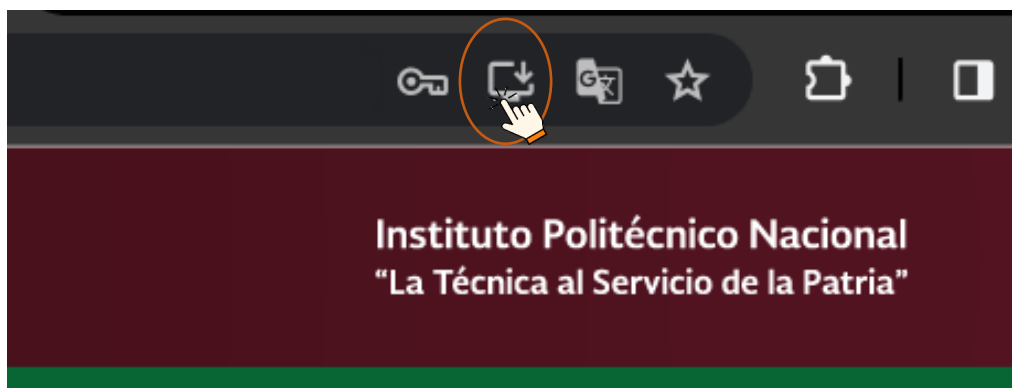 Instituto Politécnico Nacional
“La Técnica al Servicio de la Patria”